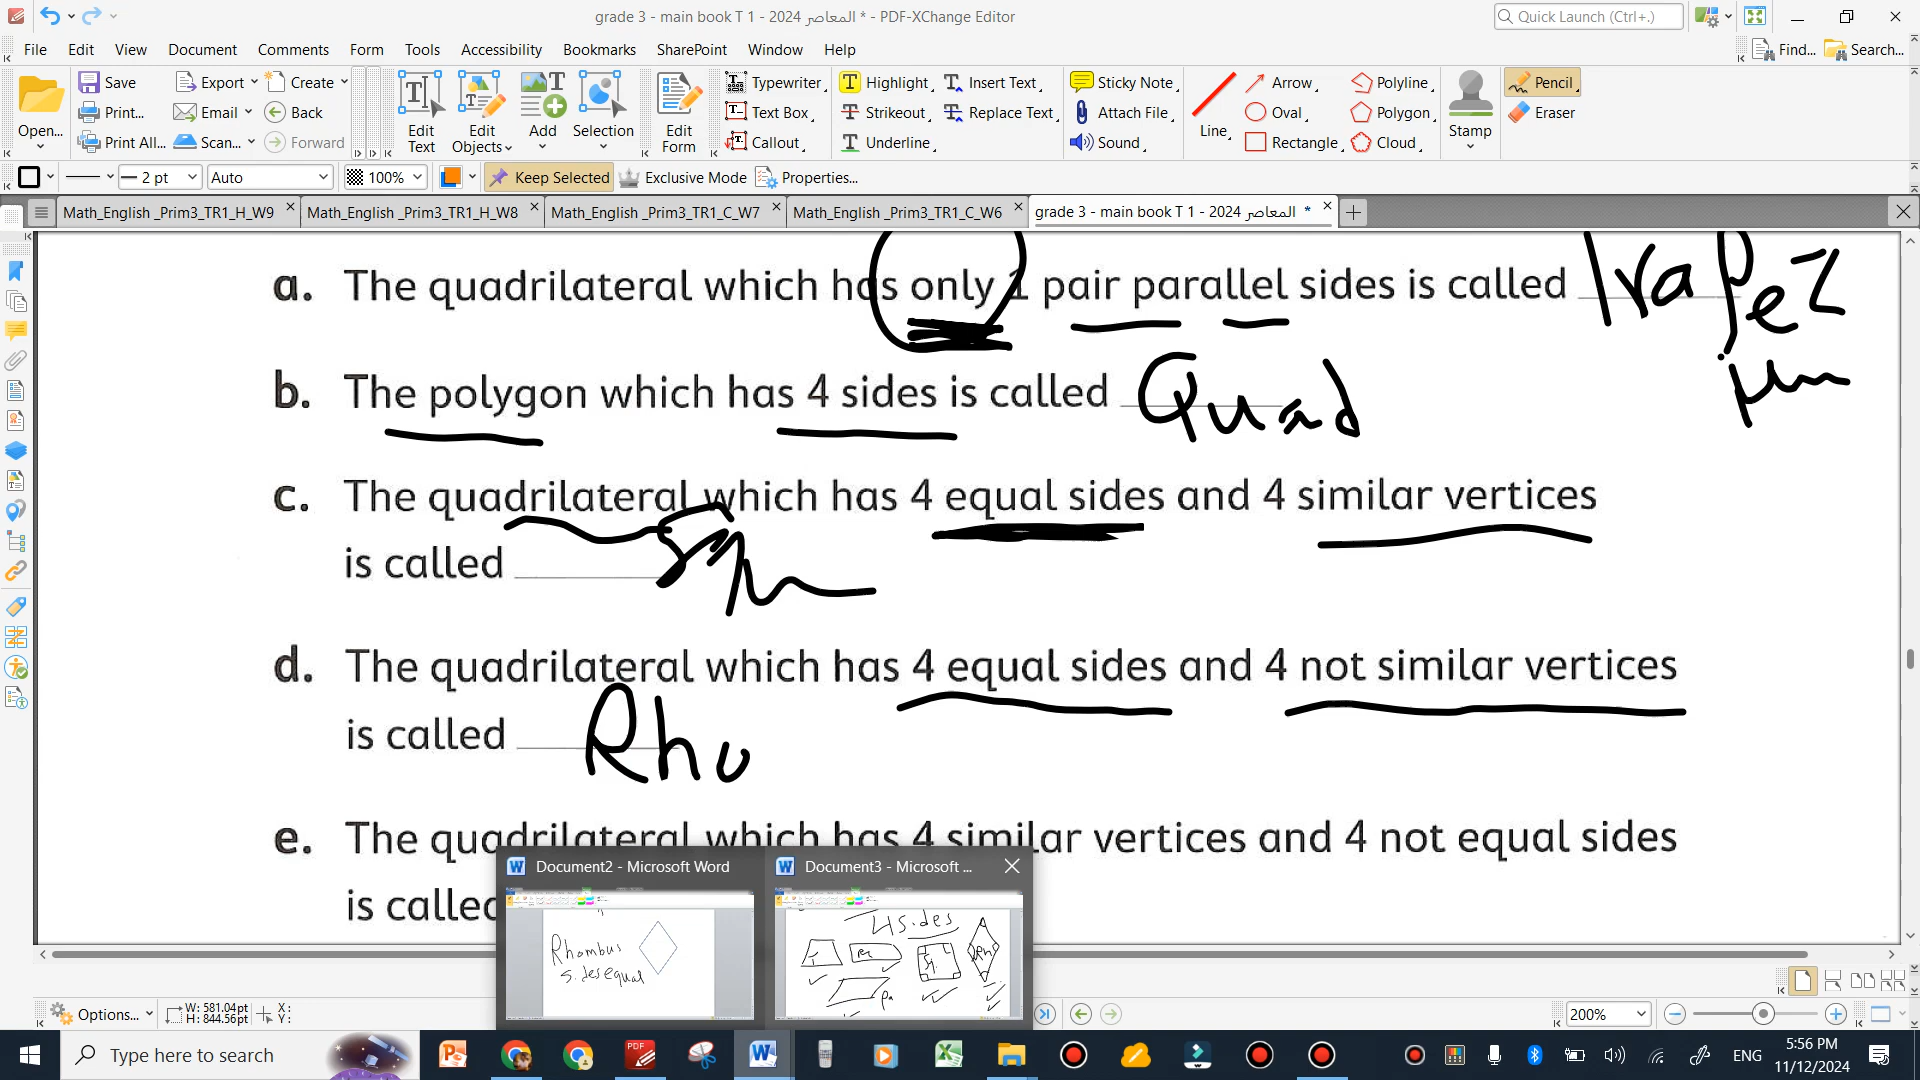 grade 3 - main book T 1 - 2024 المعاصر * - PDF-XChange Editor
Quick Launch (Ctrl+.)
File Edit View Document Comments Form Tools Accessibility Bookmarks SharePoint Window Help
Find... Search...
Open... Save Export Create Print... Email Back Print All... Scan... Forward
Edit Text Edit Objects Add Selection Edit Form
Typewriter Highlight Insert Text Sticky Note Arrow Polyline Pencil
Text Box Strikeout Replace Text Attach File Oval Polygon Eraser
Callout Underline Sound Line Rectangle Cloud Stamp
2 pt Auto 100% Keep Selected Exclusive Mode Properties...
Math_English _Prim3_TR1_H_W9 Math_English _Prim3_TR1_H_W8 Math_English _Prim3_TR1_C_W7 Math_English _Prim3_TR1_C_W6 grade 3 - main book T 1 - 2024 المعاصر *
a. The quadrilateral which has only 1 pair parallel sides is called Trapez
b. The polygon which has 4 sides is called Quad
c. The quadrilateral which has 4 equal sides and 4 similar vertices
is called
d. The quadrilateral which has 4 equal sides and 4 not similar vertices
is called Rho
e. The quadrilateral which has 4 similar vertices and 4 not equal sides
is called
Document2 - Microsoft Word Document3 - Microsoft ...
Rhombus
sides equal
4 sides
Options... W: 581.04pt H: 844.56pt X: Y: 200%
Type here to search
ENG 5:56 PM
11/12/2024